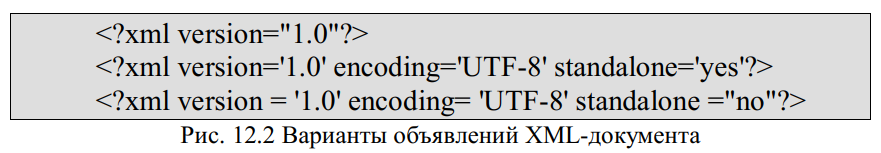 <?xml version="1.0"?>
<?xml version='1.0' encoding='UTF-8' standalone='yes'?>
<?xml version = '1.0' encoding= 'UTF-8' standalone ="no"?>
Рис. 12.2 Варианты объявлений XML-документа